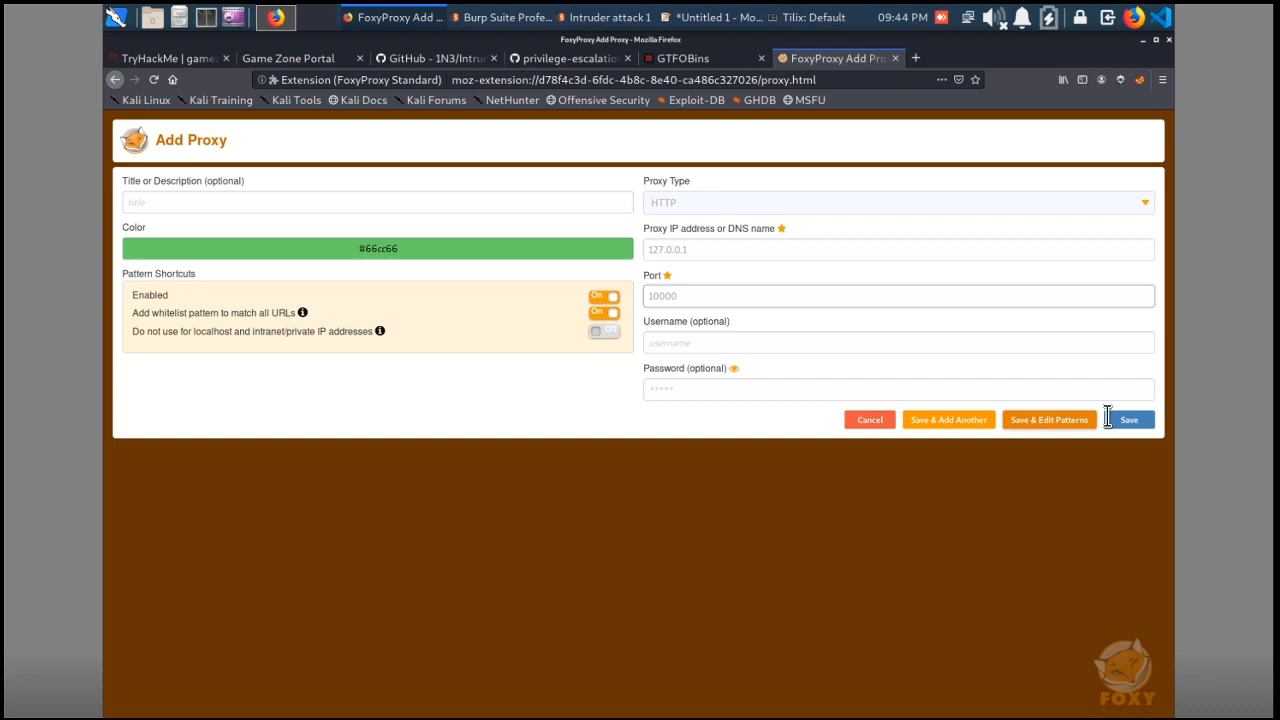 FoxyProxy Add ...
Burp Suite Profe...
Intruder attack 1
*Untitled 1 - Mo...
Tilix: Default
09:44 PM
FoxyProxy Add Proxy - Mozilla Firefox
TryHackMe | game
Game Zone Portal
GitHub - 1N3/Intruc
privilege-escalatio
GTFOBins
FoxyProxy Add Pro
Extension (FoxyProxy Standard)
moz-extension://d78f4c3d-6fdc-4b8c-8e40-ca486c327026/proxy.html
Kali Linux
Kali Training
Kali Tools
Kali Docs
Kali Forums
NetHunter
Offensive Security
Exploit-DB
GHDB
MSFU
Add Proxy
Title or Description (optional)
title
Color
#66cc66
Pattern Shortcuts
Enabled
On
Add whitelist pattern to match all URLs
On
Do not use for localhost and intranet/private IP addresses
Off
Proxy Type
HTTP
Proxy IP address or DNS name
127.0.0.1
Port
10000
Username (optional)
username
Password (optional)
*****
Cancel
Save & Add Another
Save & Edit Patterns
Save
FOXY